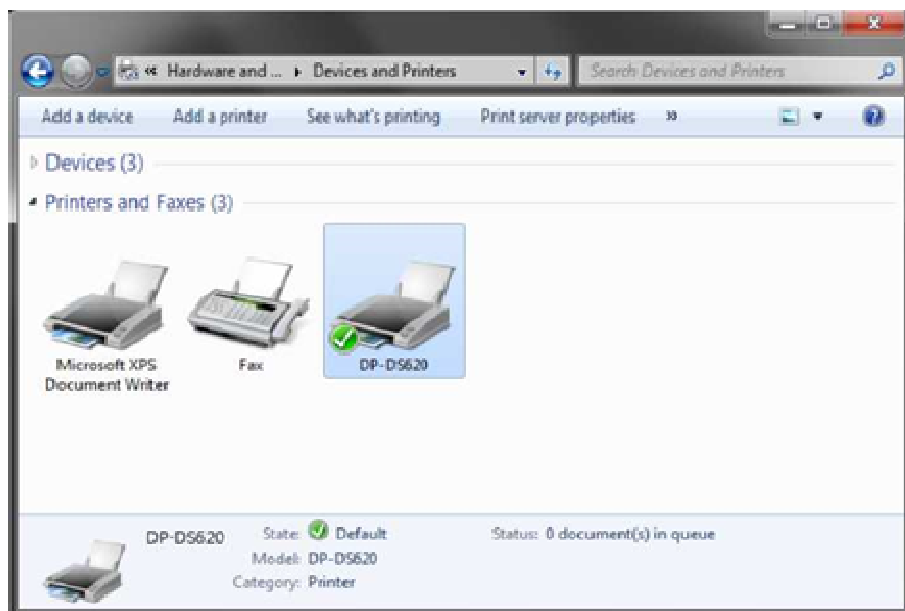 Hardware and ... ▸ Devices and Printers
Search Devices and Printers
Add a device Add a printer See what's printing Print server properties »
Devices (3)
Printers and Faxes (3)
Microsoft XPS
Document Writer
Fax
DP-DS620
DP-DS620 State: Default Status: 0 document(s) in queue
Model: DP-DS620
Category: Printer